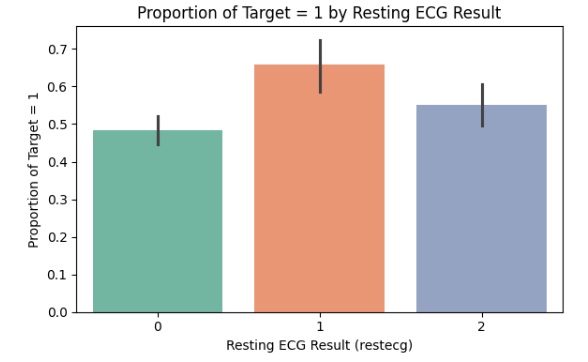 Proportion of Target = 1 by Resting ECG Result
Proportion of Target = 1
0.7
0.6
0.5
0.4
0.3
0.2
0.1
0.0
0 1 2
Resting ECG Result (restecg)